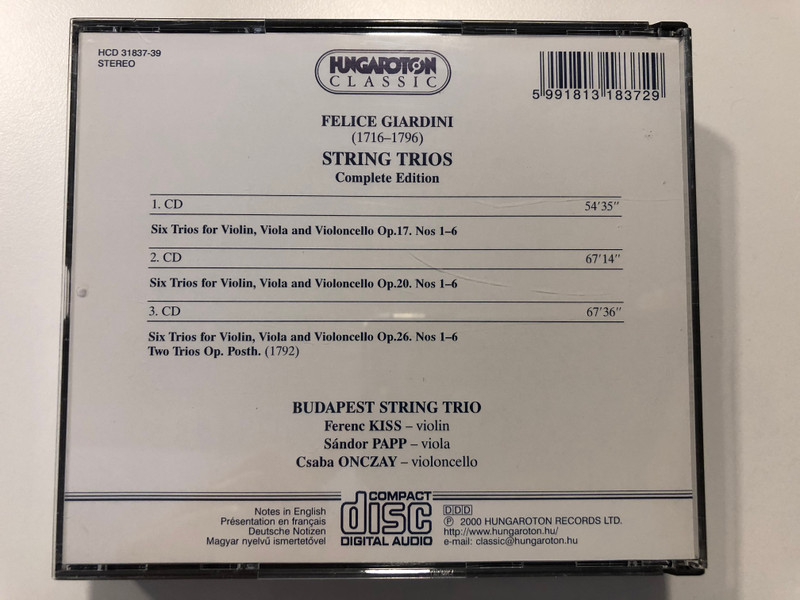 HCD 31837-39
STEREO
HUNGAROTON
CLASSIC
5 991813 183729
FELICE GIARDINI
(1716–1796)
STRING TRIOS
Complete Edition
1. CD 54'35"
Six Trios for Violin, Viola and Violoncello Op.17. Nos 1–6
2. CD 67'14"
Six Trios for Violin, Viola and Violoncello Op.20. Nos 1–6
3. CD 67'36"
Six Trios for Violin, Viola and Violoncello Op.26. Nos 1–6
Two Trios Op. Posth. (1792)
BUDAPEST STRING TRIO
Ferenc KISS – violin
Sándor PAPP – viola
Csaba ONCZAY – violoncello
Notes in English
Présentation en français
Deutsche Notizen
Magyar nyelvű ismertetővel
COMPACT
disc
DIGITAL AUDIO
DDD
℗ 2000 HUNGAROTON RECORDS LTD.
http://www.hungaroton.hu/
e-mail: classic@hungaroton.hu